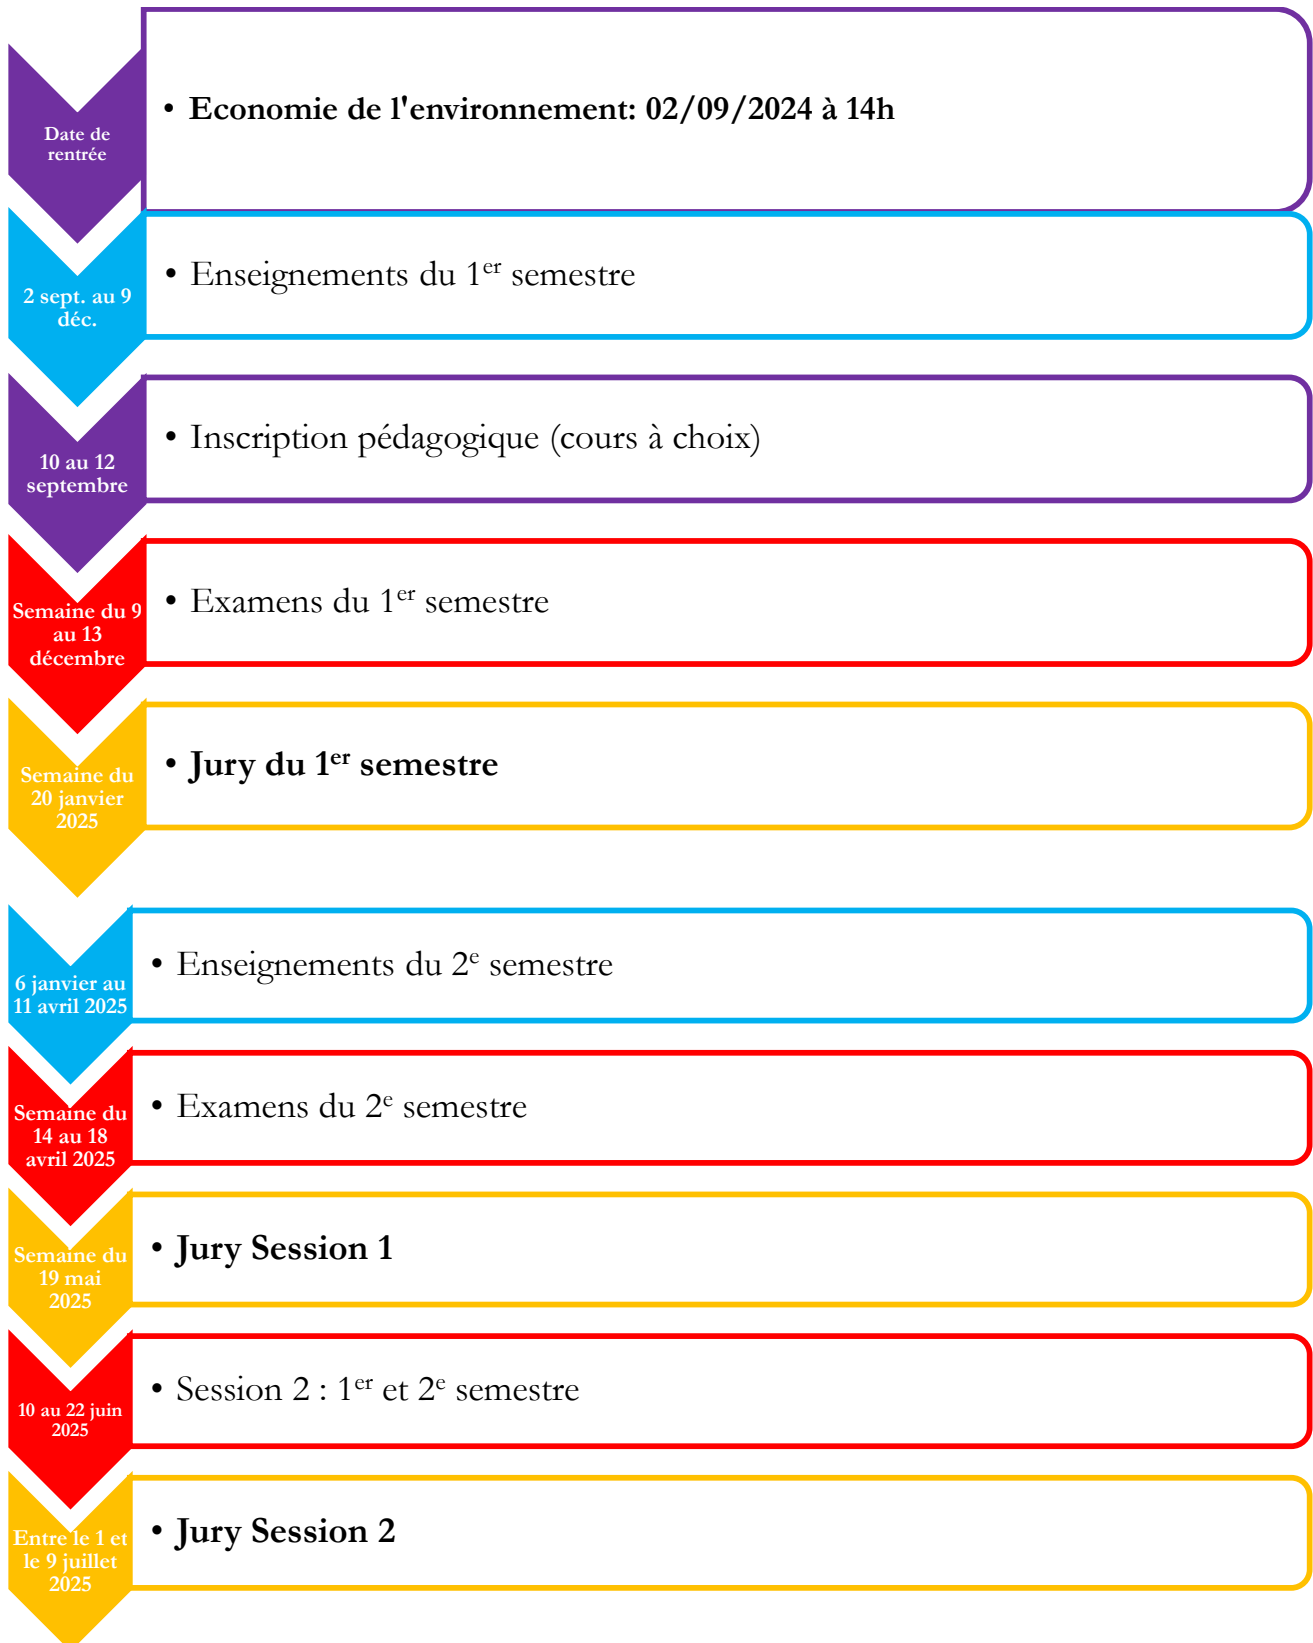 Date de
rentrée
• Economie de l'environnement: 02/09/2024 à 14h
2 sept. au 9
déc.
• Enseignements du 1er semestre
10 au 12
septembre
• Inscription pédagogique (cours à choix)
Semaine du 9
au 13
décembre
• Examens du 1er semestre
Semaine du
20 janvier
2025
• Jury du 1er semestre
6 janvier au
11 avril 2025
• Enseignements du 2e semestre
Semaine du
14 au 18
avril 2025
• Examens du 2e semestre
Semaine du
19 mai
2025
• Jury Session 1
10 au 22 juin
2025
• Session 2 : 1er et 2e semestre
Entre le 1 et
le 9 juillet
2025
• Jury Session 2